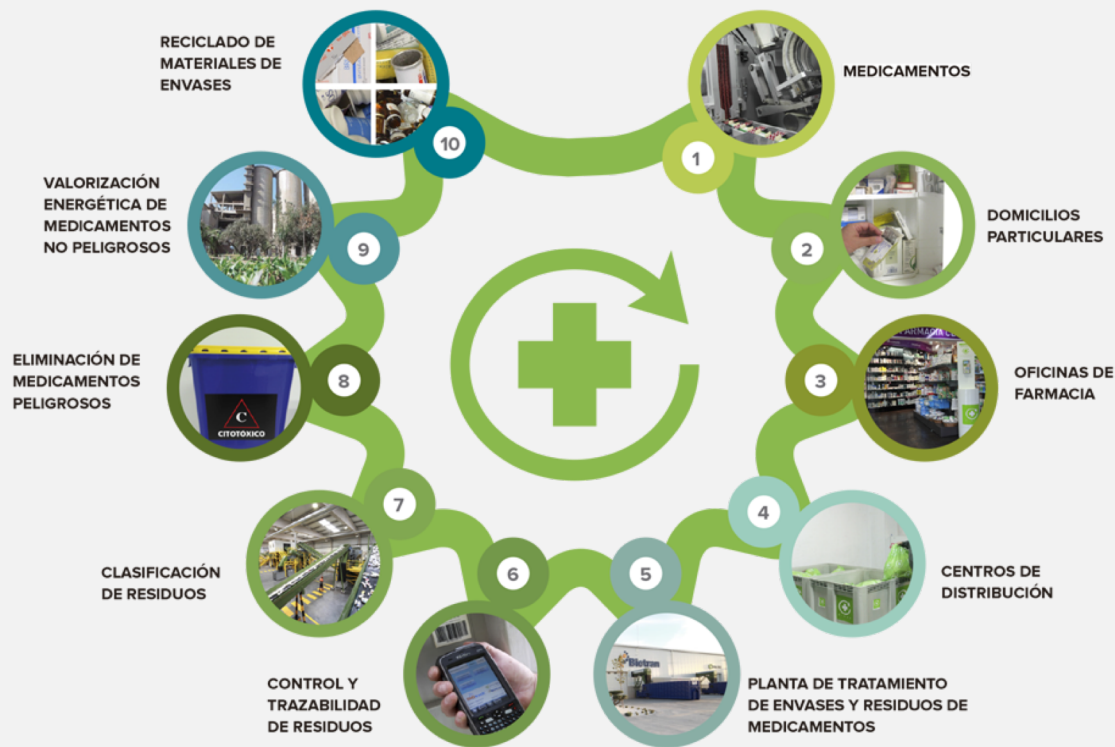 1
MEDICAMENTOS
2
DOMICILIOS
PARTICULARES
3
OFICINAS DE
FARMACIA
FARMACIA
4
CENTROS DE
DISTRIBUCIÓN
5
PLANTA DE TRATAMIENTO
DE ENVASES Y RESIDUOS DE
MEDICAMENTOS
Biotran
6
CONTROL Y
TRAZABILIDAD
DE RESIDUOS
7
CLASIFICACIÓN
DE RESIDUOS
8
ELIMINACIÓN DE
MEDICAMENTOS
PELIGROSOS
C
CITOTÓXICO
9
VALORIZACIÓN
ENERGÉTICA DE
MEDICAMENTOS
NO PELIGROSOS
10
RECICLADO DE
MATERIALES DE
ENVASES